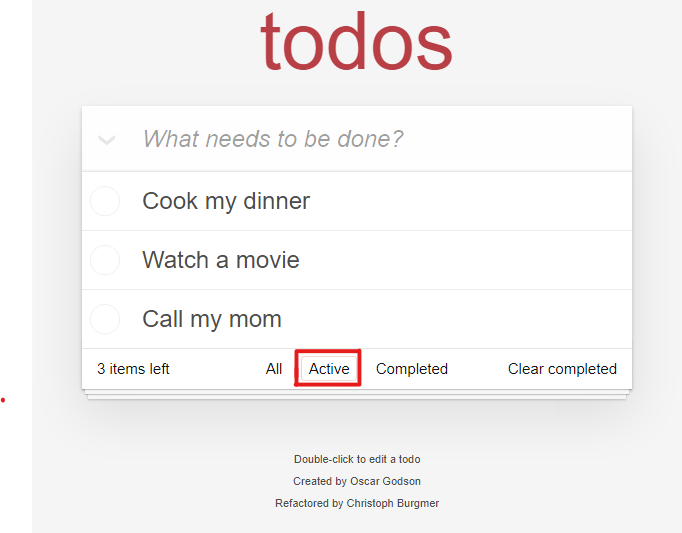 todos
What needs to be done?
Cook my dinner
Watch a movie
Call my mom
3 items left All Active Completed Clear completed
Double-click to edit a todo
Created by Oscar Godson
Refactored by Christoph Burgmer